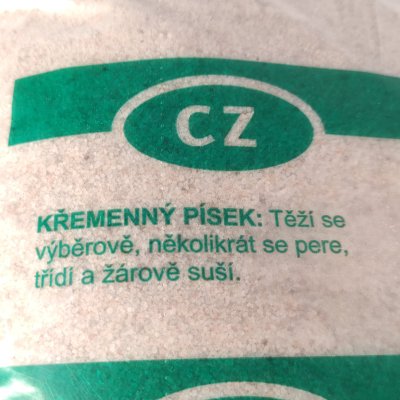 CZ
KŘEMENNÝ PÍSEK: Těží se
výběrově, několikrát se pere,
třídí a žárově suší.